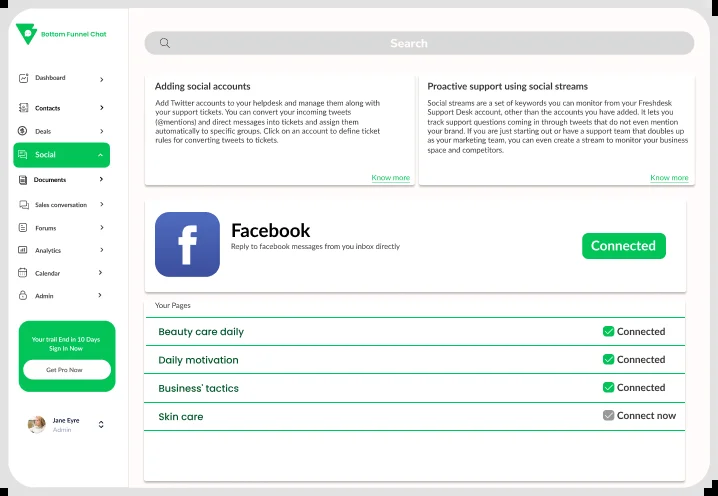 Bottom Funnel Chat
Dashboard
Contacts
Deals
Social
Documents
Sales conversation
Forums
Analytics
Calendar
Admin
Your trail End in 10 Days
Sign In Now
Get Pro Now
Jane Eyre
Admin
Search
Adding social accounts
Add Twitter accounts to your helpdesk and manage them along with
your support tickets. You can convert your incoming tweets
(@mentions) and direct messages into tickets and assign them
automatically to specific groups. Click on an account to define ticket
rules for converting tweets to tickets.
Know more
Proactive support using social streams
Social streams are a set of keywords you can monitor from your Freshdesk
Support Desk account, other than the accounts you have added. It lets you
track support questions coming in through tweets that do not even mention
your brand. If you are just starting out or have a support team that doubles up
as your marketing team, you can even create a stream to monitor your business
space and competitors.
Know more
f
Facebook
Reply to facebook messages from you inbox directly
Connected
Your Pages
Beauty care daily
Connected
Daily motivation
Connected
Business' tactics
Connected
Skin care
Connect now